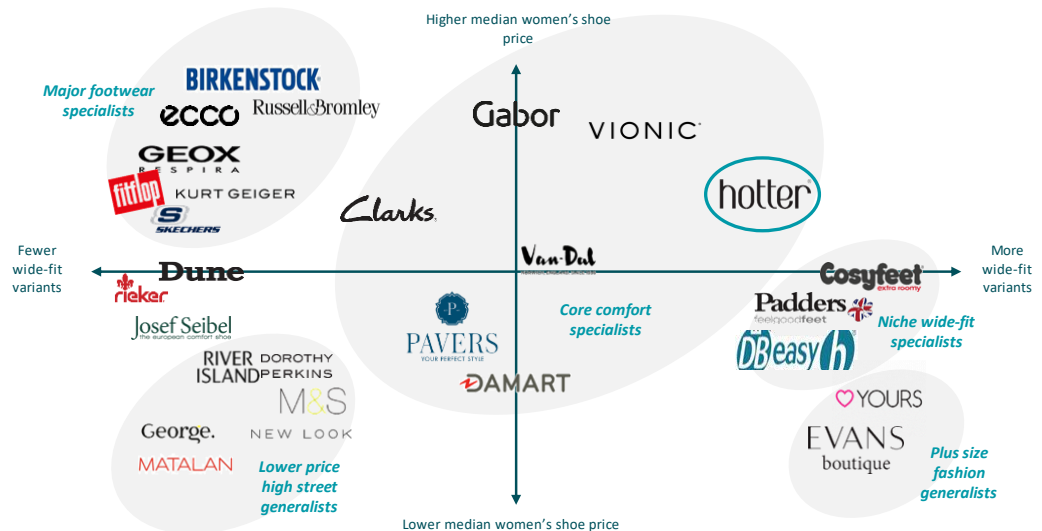 Higher median women's shoe
price
Major footwear
specialists
BIRKENSTOCK
ecco
Russell&Bromley
GEOX
RESPIRA
fitflop
KURT GEIGER
S
SKECHERS
Gabor
VIONIC
hotter
Clarks
Fewer
wide-fit
variants
Dune
rieker
Josef Seibel
the european comfort shoe
Van-Dal
More
wide-fit
variants
Cosyfeet
extra roomy
Padders
feelgoodfeet
DB easy h
Niche wide-fit
specialists
P
PAVERS
YOUR PERFECT STYLE
Core comfort
specialists
DAMART
RIVER
ISLAND
DOROTHY
PERKINS
M&S
George.
NEW LOOK
MATALAN
Lower price
high street
generalists
YOURS
EVANS
boutique
Plus size
fashion
generalists
Lower median women's shoe price